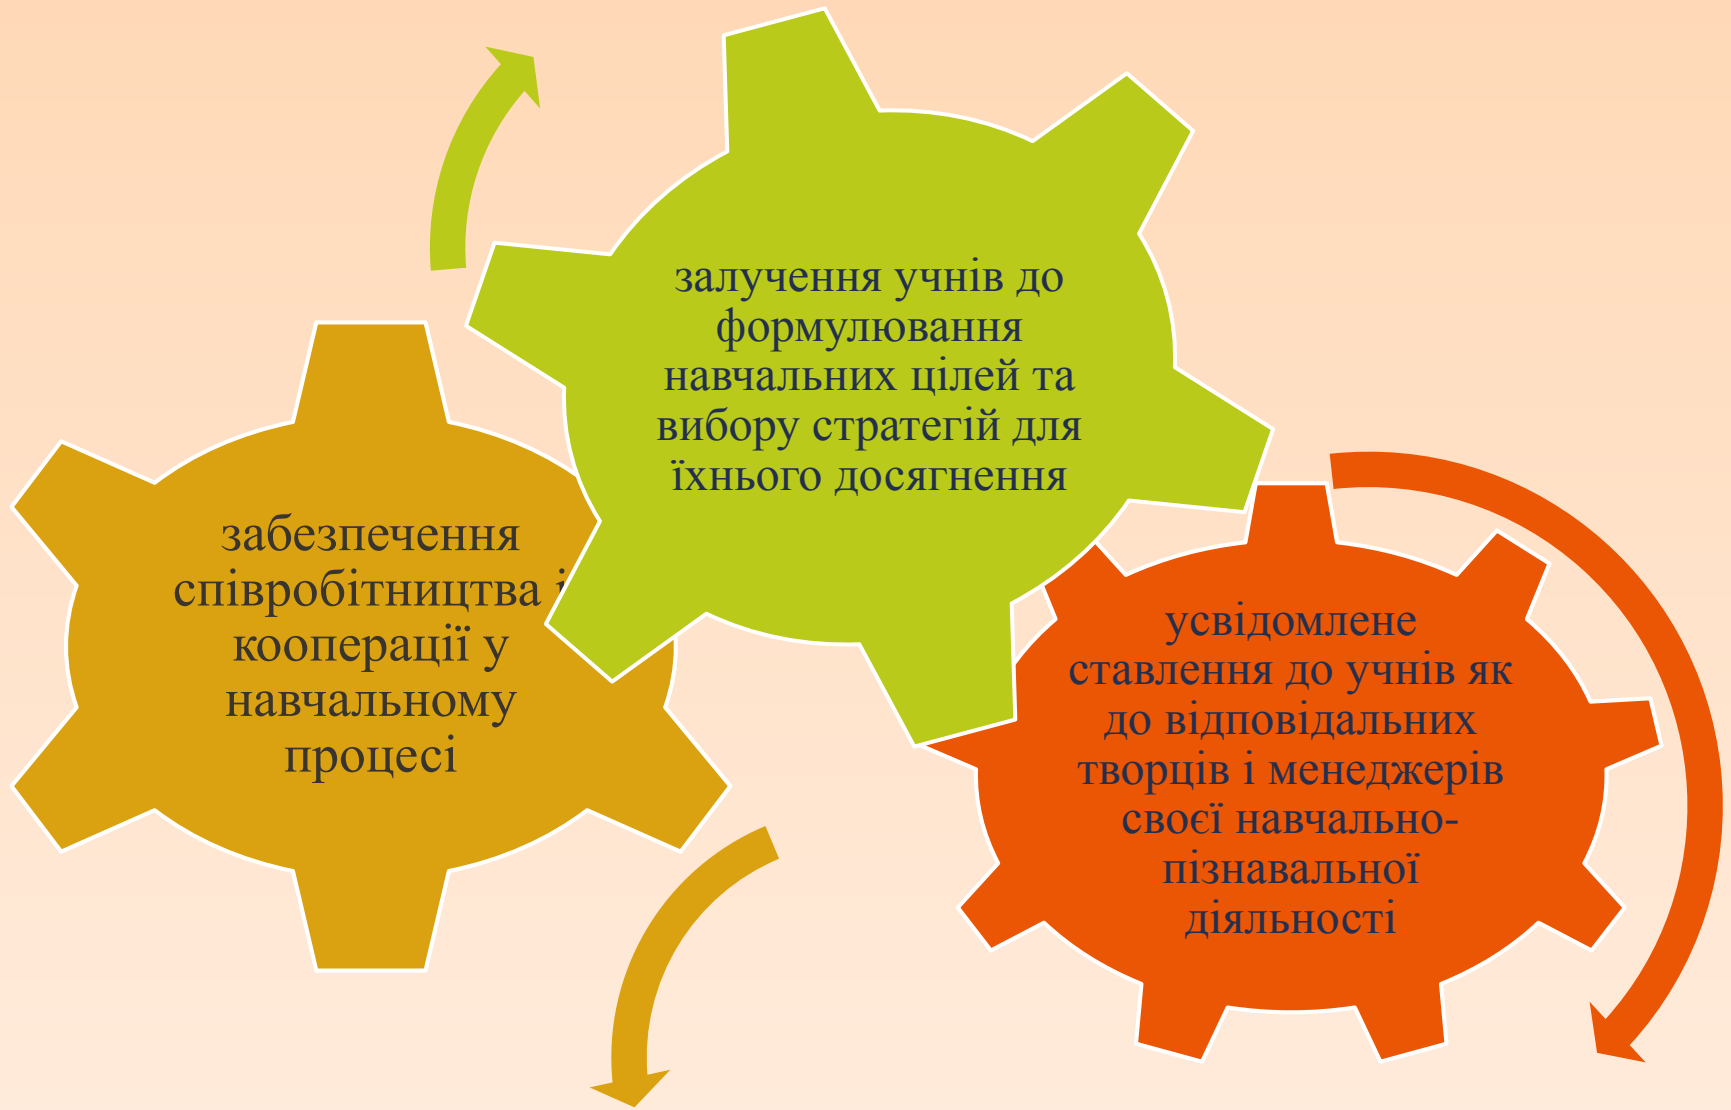 залучення учнів до
формулювання
навчальних цілей та
вибору стратегій для
їхнього досягнення
забезпечення
співробітництва і
кооперації у
навчальному
процесі
усвідомлене
ставлення до учнів як
до відповідальних
творців і менеджерів
своєї навчально-
пізнавальної
діяльності